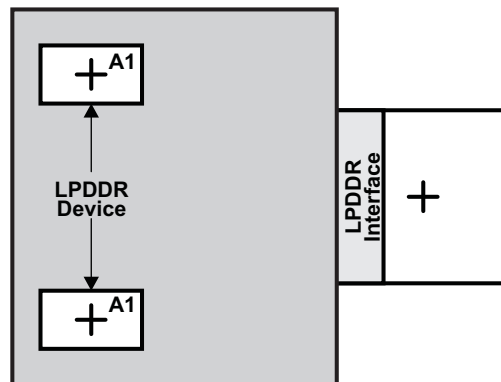 A1
LPDDR
Device
LPDDR
Interface
A1